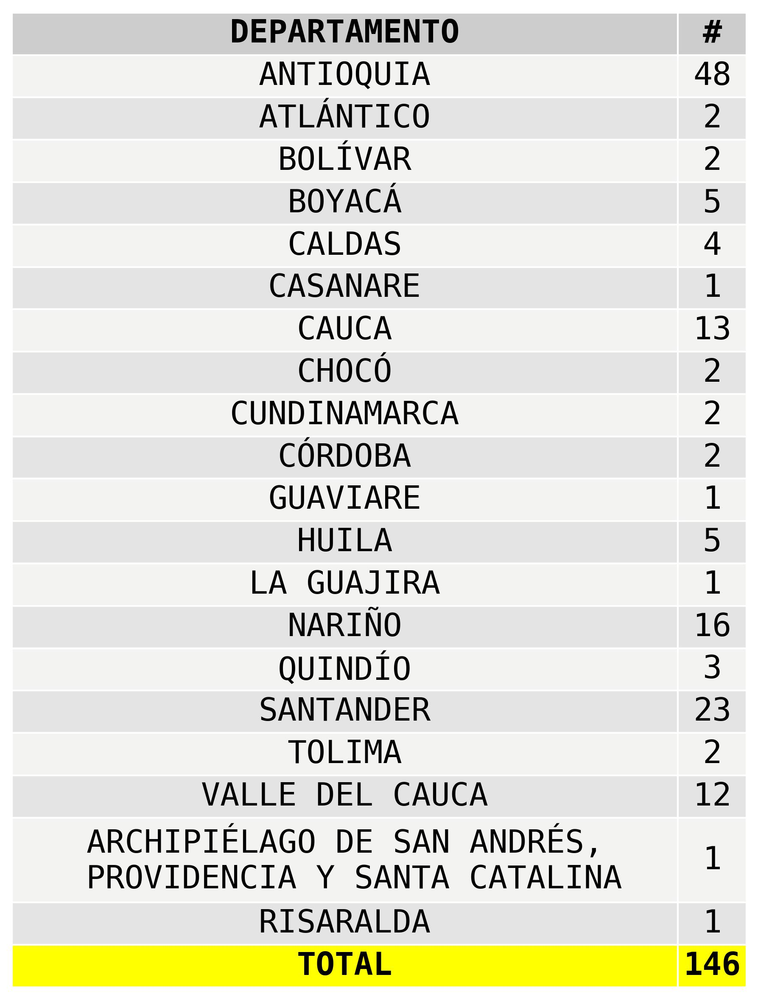 DEPARTAMENTO #
ANTIOQUIA 48
ATLÁNTICO 2
BOLÍVAR 2
BOYACÁ 5
CALDAS 4
CASANARE 1
CAUCA 13
CHOCÓ 2
CUNDINAMARCA 2
CÓRDOBA 2
GUAVIARE 1
HUILA 5
LA GUAJIRA 1
NARIÑO 16
QUINDÍO 3
SANTANDER 23
TOLIMA 2
VALLE DEL CAUCA 12
ARCHIPIÉLAGO DE SAN ANDRÉS,
PROVIDENCIA Y SANTA CATALINA 1
RISARALDA 1
TOTAL 146